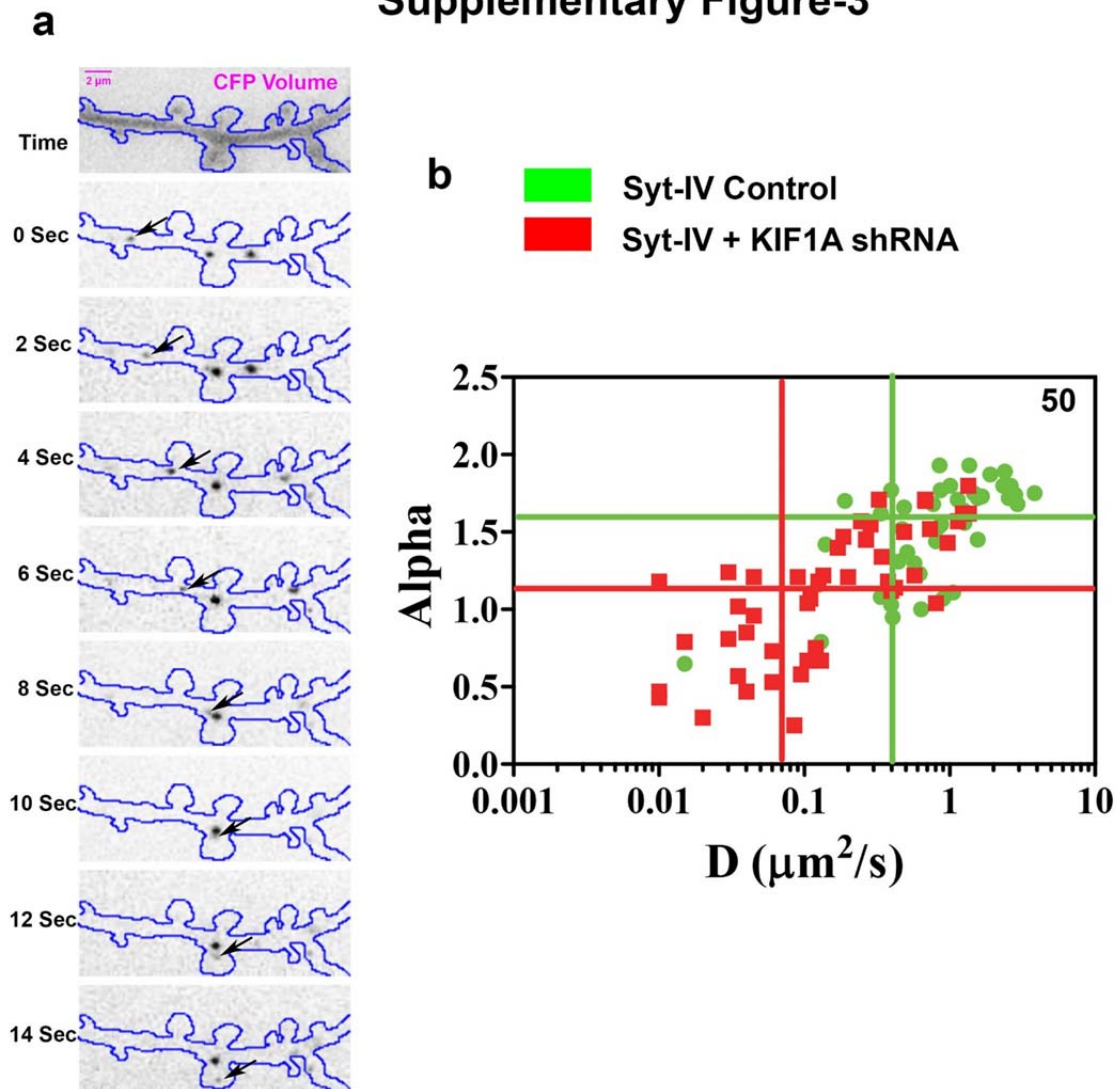 Supplementary Figure-3
a
2 μm
CFP Volume
Time
0 Sec
2 Sec
4 Sec
6 Sec
8 Sec
10 Sec
12 Sec
14 Sec
b
Syt-IV Control
Syt-IV + KIF1A shRNA
50
Alpha
2.5
2.0
1.5
1.0
0.5
0.0
0.001 0.01 0.1 1 10
D (μm²/s)